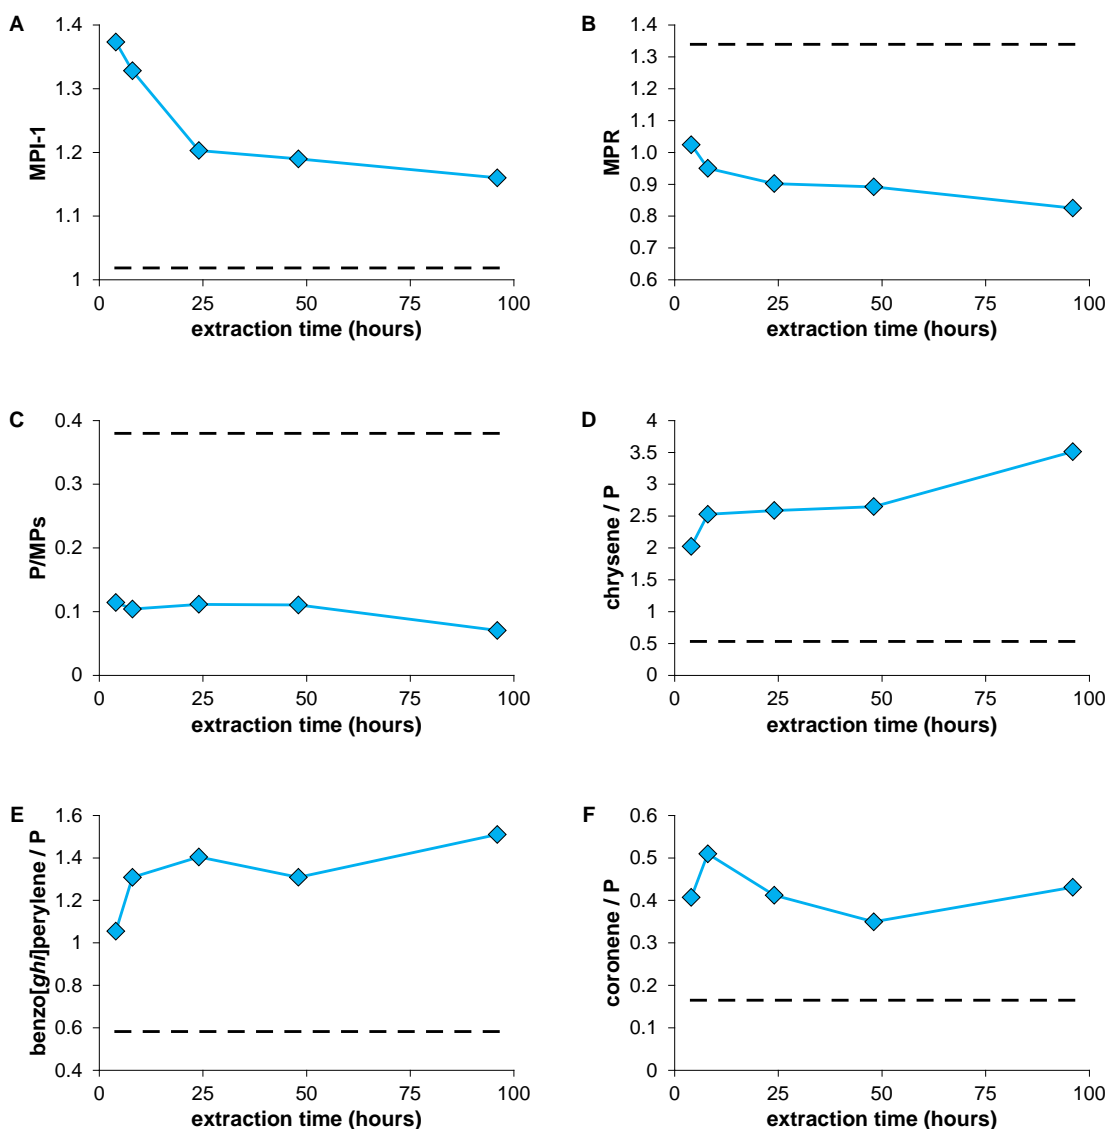 A
MPI-1
1.4
1.3
1.2
1.1
1
0 25 50 75 100
extraction time (hours)
B
MPR
1.4
1.3
1.2
1.1
1.0
0.9
0.8
0.7
0.6
0 25 50 75 100
extraction time (hours)
C
P/MPs
0.4
0.3
0.2
0.1
0
0 25 50 75 100
extraction time (hours)
D
chrysene / P
4
3.5
3
2.5
2
1.5
1
0.5
0
0 25 50 75 100
extraction time (hours)
E
benzo[ghi]perylene / P
1.6
1.4
1.2
1
0.8
0.6
0.4
0 25 50 75 100
extraction time (hours)
F
coronene / P
0.6
0.5
0.4
0.3
0.2
0.1
0
0 25 50 75 100
extraction time (hours)